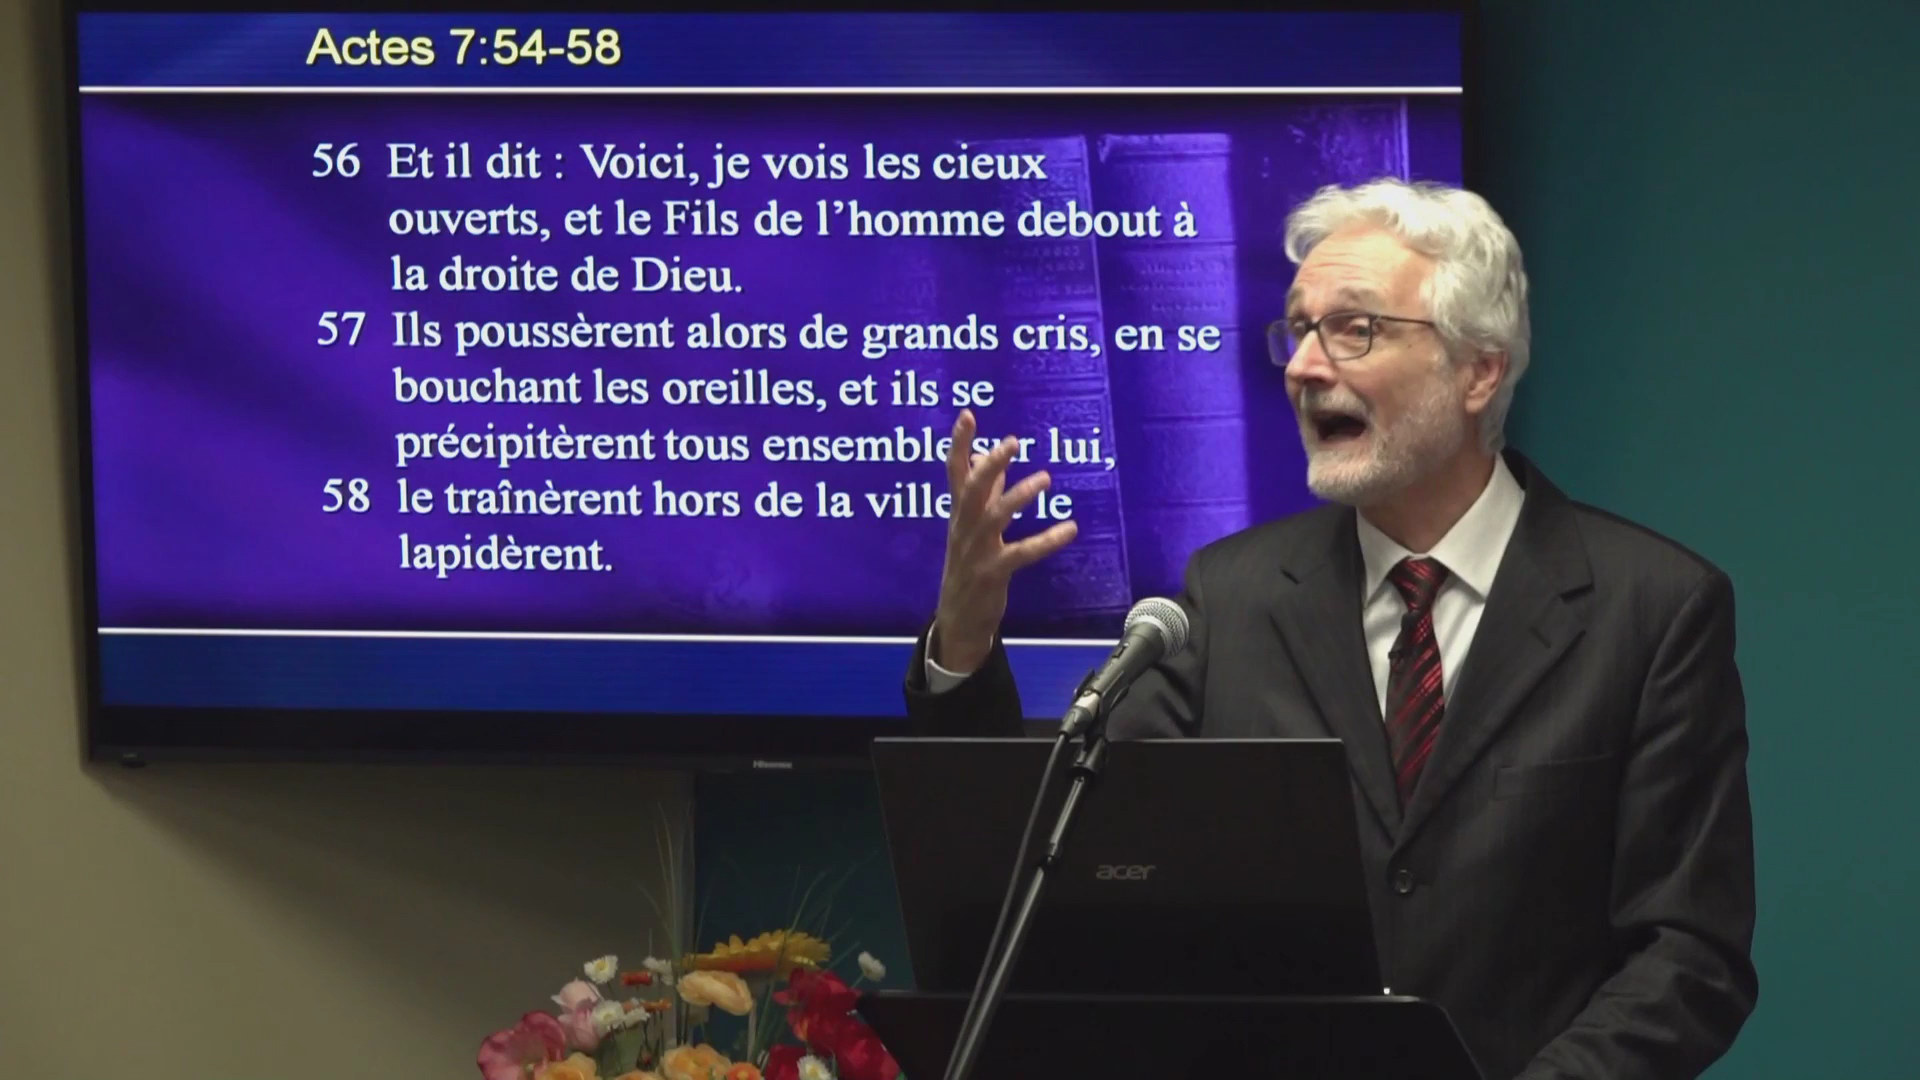 Actes 7:54-58
56 Et il dit : Voici, je vois les cieux
ouverts, et le Fils de l'homme debout à
la droite de Dieu.
57 Ils poussèrent alors de grands cris, en se
bouchant les oreilles, et ils se
précipitèrent tous ensemble sur lui,
58 le traînèrent hors de la ville le
lapidèrent.
Hisense
acer